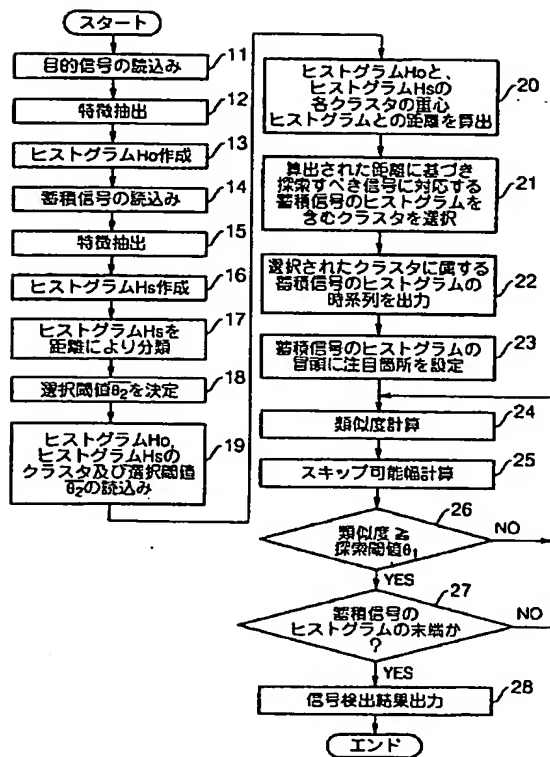 スタート
目的信号の読込み
11
特徴抽出
12
ヒストグラムHo作成
13
蓄積信号の読込み
14
特徴抽出
15
ヒストグラムHs作成
16
ヒストグラムHsを
距離により分類
17
選択閾値θ2を決定
18
ヒストグラムHo,
ヒストグラムHsの
クラスタ及び選択閾値
θ2の読込み
19
ヒストグラムHoと、
ヒストグラムHsの
各クラスタの重心
ヒストグラムとの距離を算出
20
算出された距離に基づき
探索すべき信号に対応する
蓄積信号のヒストグラムを
含むクラスタを選択
21
選択されたクラスタに属する
蓄積信号のヒストグラムの
時系列を出力
22
蓄積信号のヒストグラムの
冒頭に注目箇所を設定
23
類似度計算
24
スキップ可能幅計算
25
類似度≧
探索閾値θ1
26
NO
YES
蓄積信号の
ヒストグラムの末端か
?
27
NO
YES
信号検出結果出力
28
エンド